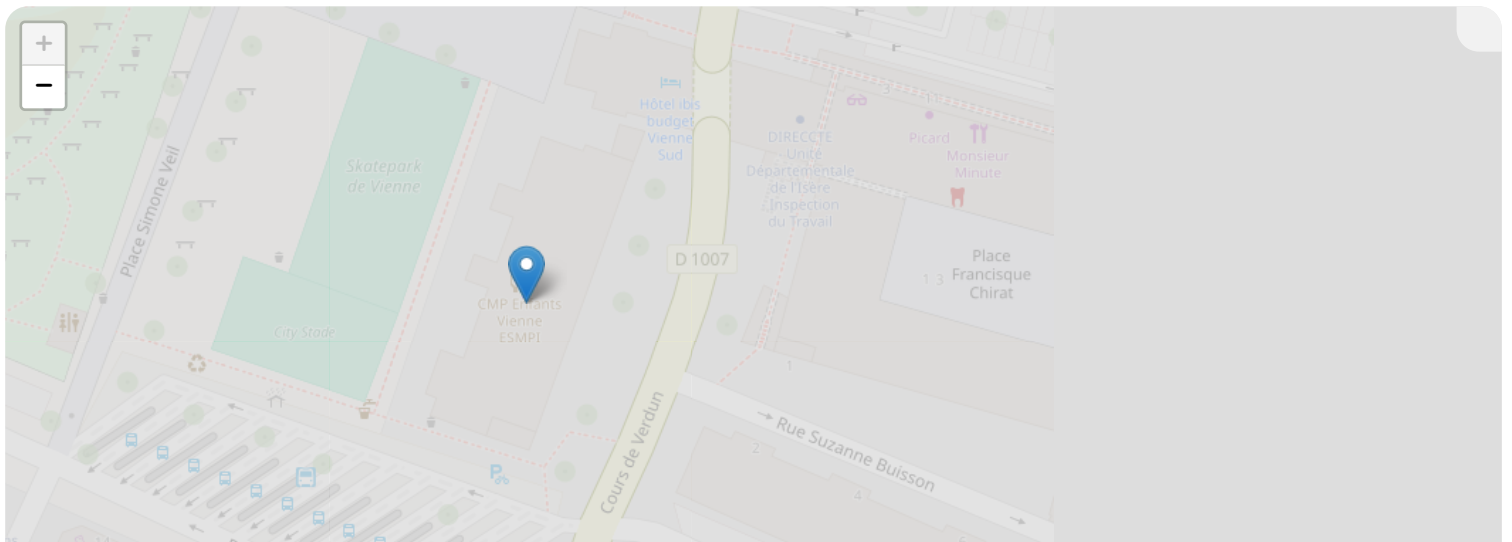 +
−
Hôtel ibis
budget
Vienne
Sud
3
11
Picard
Monsieur
Minute
DIRECCTE
Unité
Départementale
de l'Isère
Inspection
du Travail
Skatepark
de Vienne
Place Simone Veil
D 1007
Place
Francisque
Chirat
1
3
CMP Enfants
Vienne
ESMPI
City Stade
1
Cours de Verdun
Rue Suzanne Buisson
2
4
P